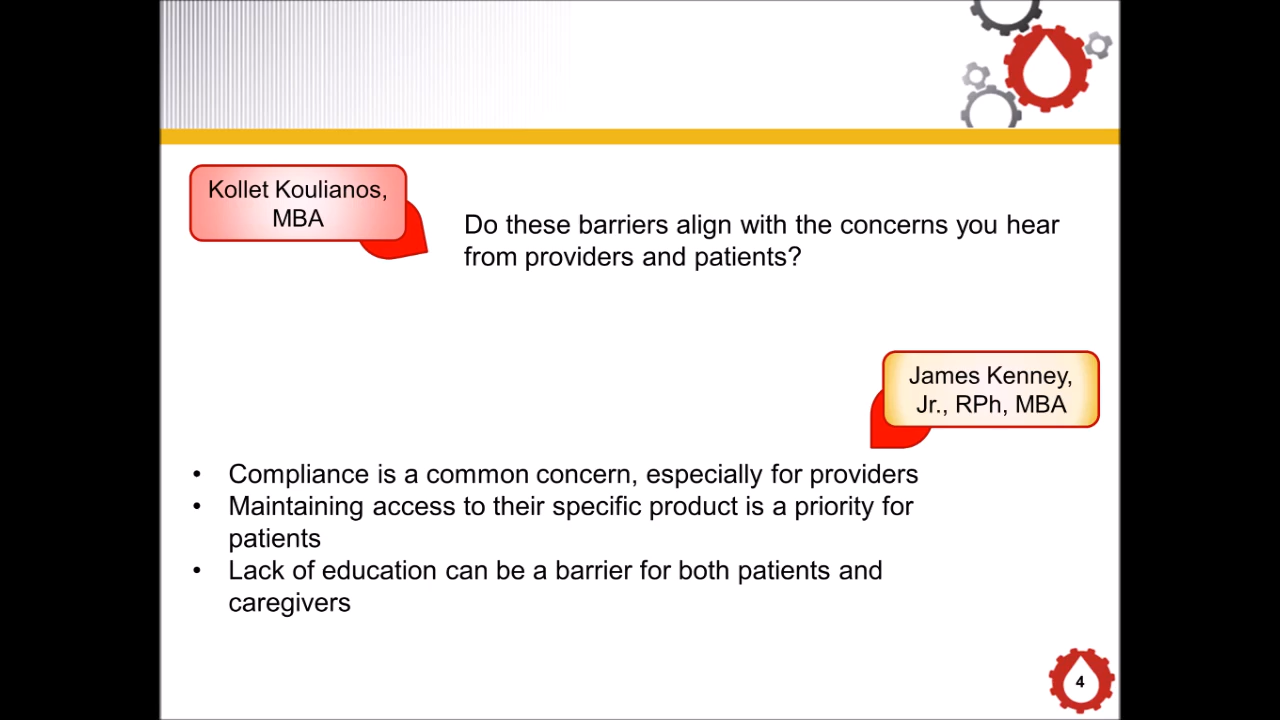 Kollet Koulianos,
MBA
Do these barriers align with the concerns you hear
from providers and patients?
James Kenney,
Jr., RPh, MBA
• Compliance is a common concern, especially for providers
• Maintaining access to their specific product is a priority for
patients
• Lack of education can be a barrier for both patients and
caregivers
4